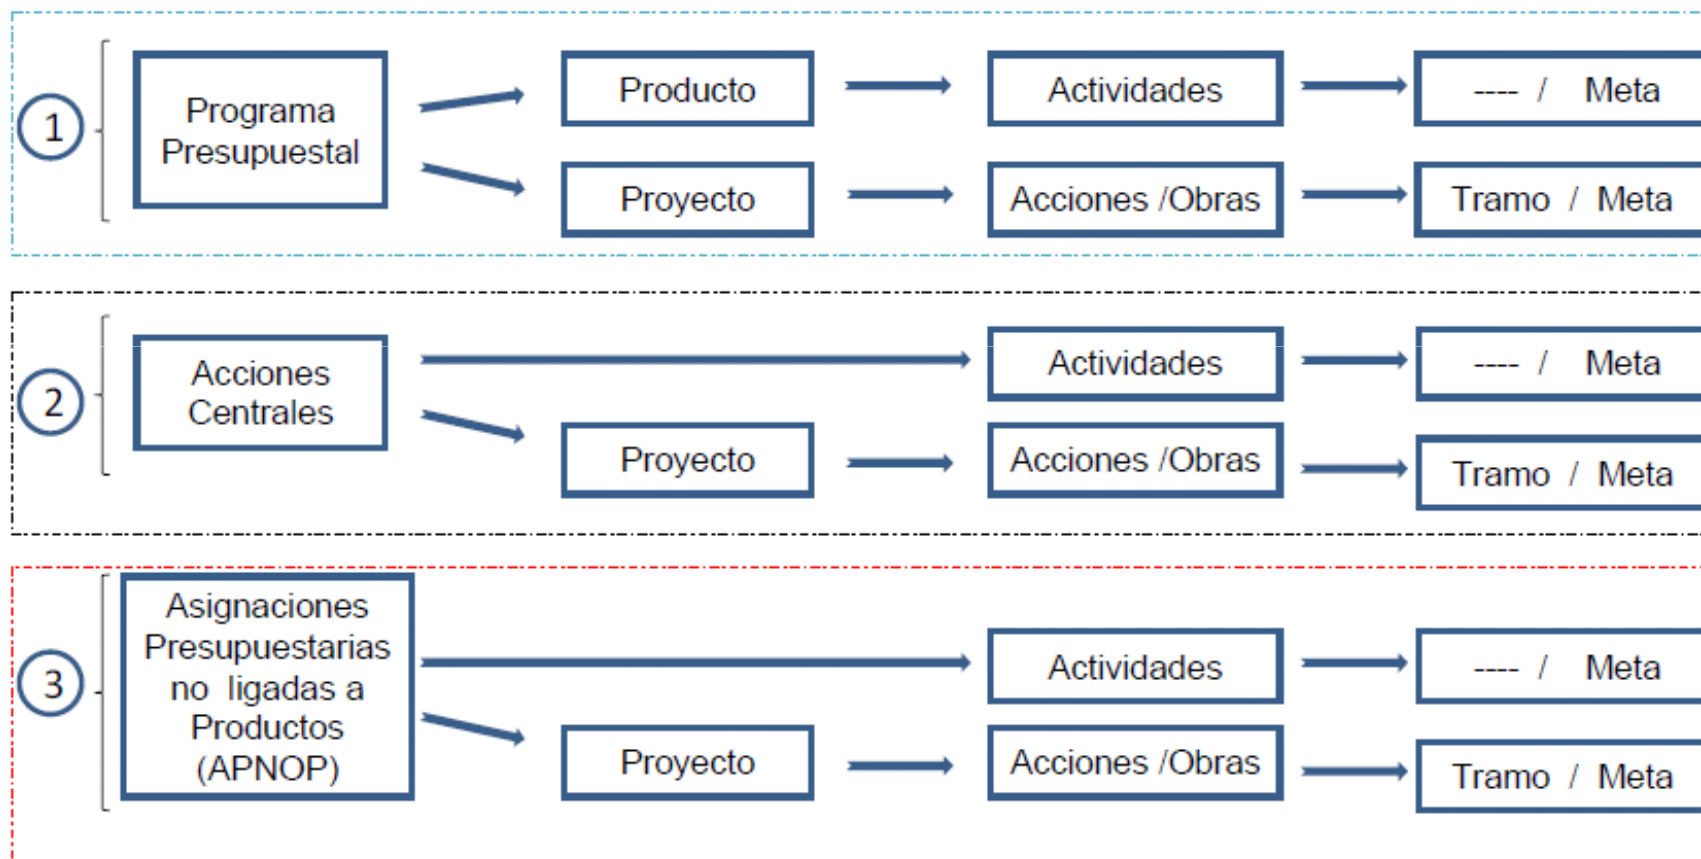 1
Programa
Presupuestal
Producto
Actividades
---- / Meta
Proyecto
Acciones /Obras
Tramo / Meta
2
Acciones
Centrales
Actividades
---- / Meta
Proyecto
Acciones /Obras
Tramo / Meta
3
Asignaciones
Presupuestarias
no ligadas a
Productos
(APNOP)
Actividades
---- / Meta
Proyecto
Acciones /Obras
Tramo / Meta